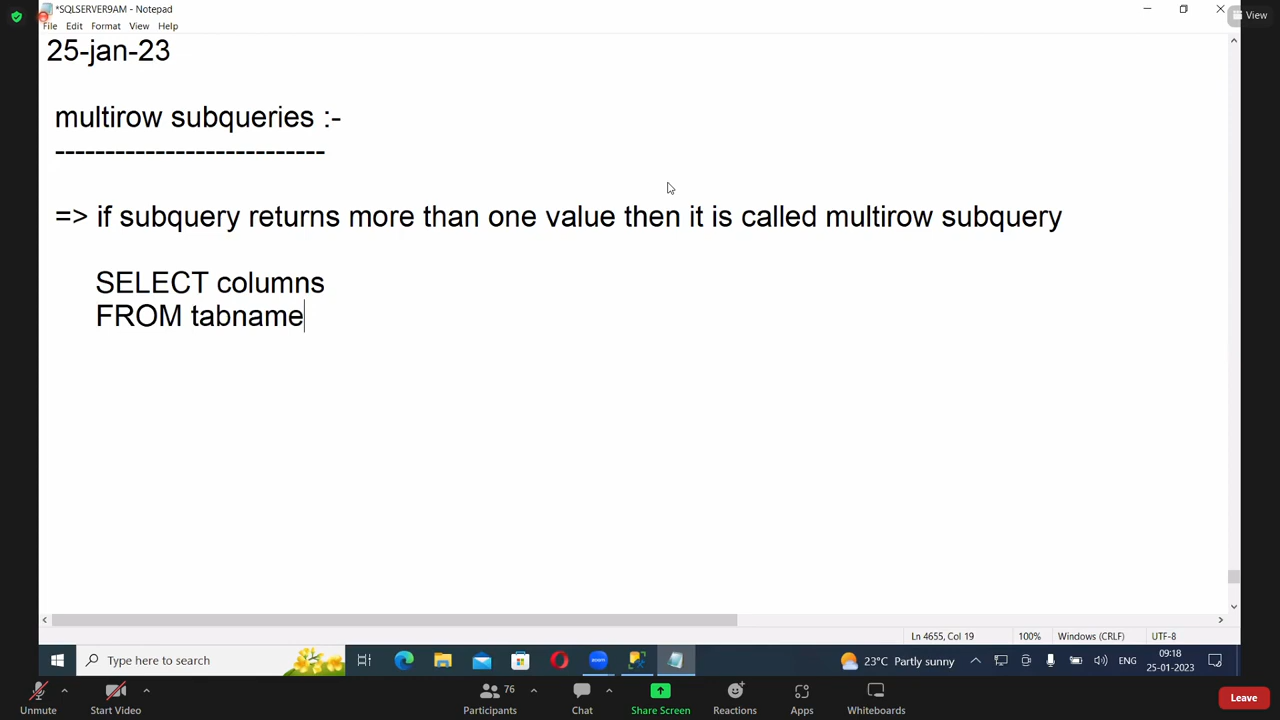 *SQLSERVER9AM - Notepad
View
File Edit Format View Help
25-jan-23
multirow subqueries :-
---------------------------
=> if subquery returns more than one value then it is called multirow subquery
SELECT columns
FROM tabname
Ln 4655, Col 19 100% Windows (CRLF) UTF-8
Type here to search
zoom
23°C Partly sunny
ENG
09:18
25-01-2023
Unmute
Start Video
76
Participants
Chat
Share Screen
Reactions
Apps
Whiteboards
Leave